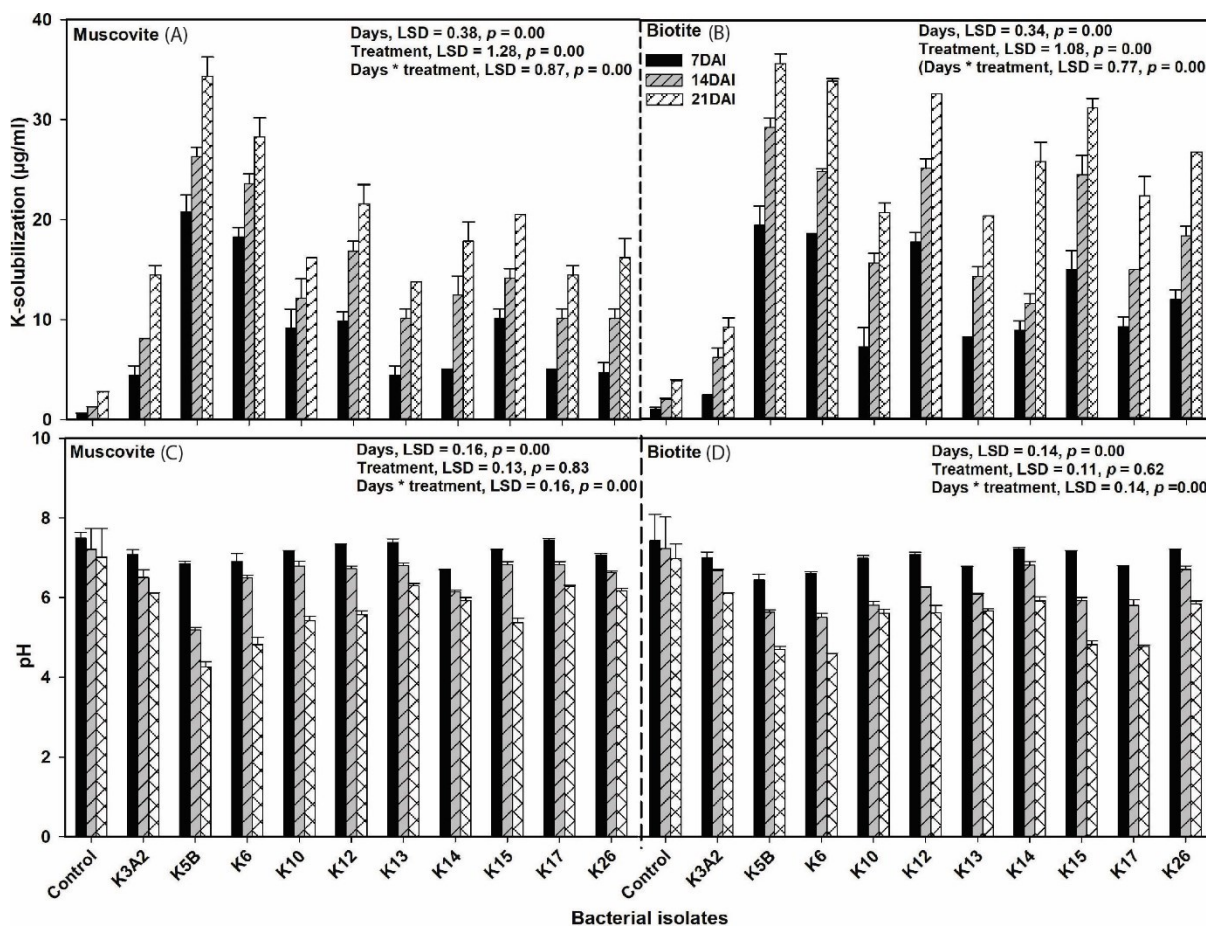 Muscovite (A)
Days, LSD = 0.38, p = 0.00
Treatment, LSD = 1.28, p = 0.00
Days * treatment, LSD = 0.87, p = 0.00
Biotite (B)
Days, LSD = 0.34, p = 0.00
Treatment, LSD = 1.08, p = 0.00
(Days * treatment, LSD = 0.77, p = 0.00
7DAI
14DAI
21DAI
K-solubilization (µg/ml)
40
30
20
10
0
Muscovite (C)
Days, LSD = 0.16, p = 0.00
Treatment, LSD = 0.13, p = 0.83
Days * treatment, LSD = 0.16, p = 0.00
Biotite (D)
Days, LSD = 0.14, p = 0.00
Treatment, LSD = 0.11, p = 0.62
Days * treatment, LSD = 0.14, p =0.00
pH
10
8
6
4
2
0
Control K3A2 K5B K6 K10 K12 K13 K14 K15 K17 K26 Control K3A2 K5B K6 K10 K12 K13 K14 K15 K17 K26
Bacterial isolates